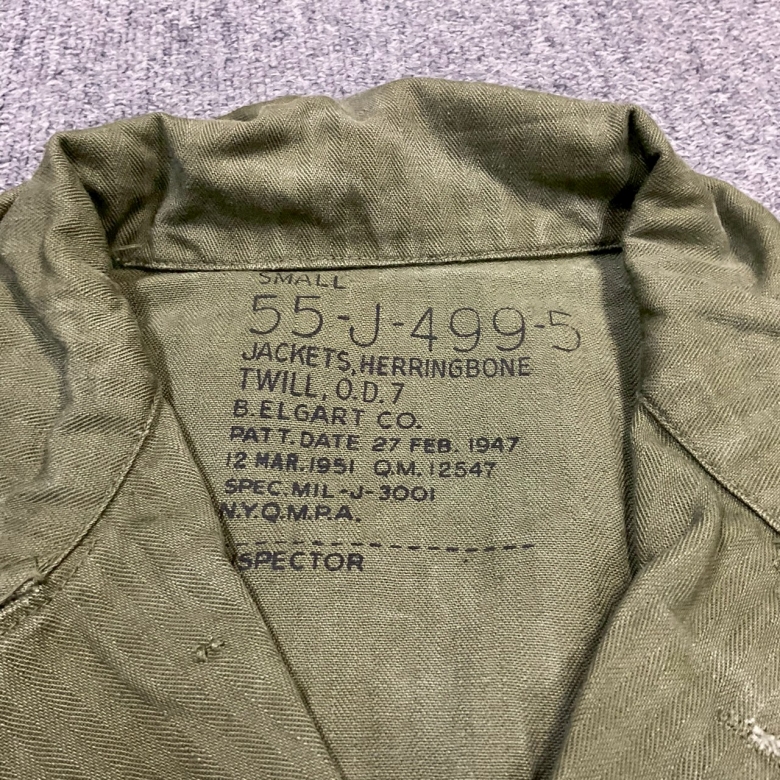 SMALL
55-J-499-5
JACKETS, HERRINGBONE
TWILL, O.D. 7
B. ELGART CO.
PATT. DATE 27 FEB. 1947
12 MAR. 1951 Q.M. 12547
SPEC. MIL-J-3001
N.Y.Q.M.P.A.
SPECTOR